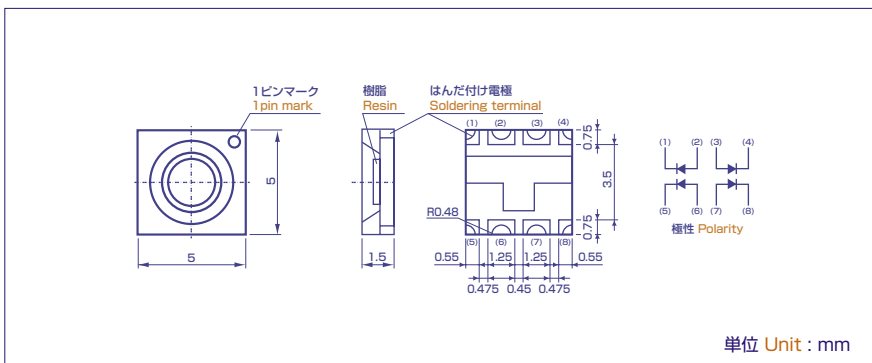 1ピンマーク
1pin mark
樹脂
Resin
はんだ付け電極
Soldering terminal
(1) (2) (3) (4)
0.75
3.5
0.75
5
5
1.5
R0.48
(5) (6) (7) (8)
0.55 1.25 1.25 0.55
0.475 0.45 0.475
(1) (2) (3) (4)
(5) (6) (7) (8)
極性 Polarity
単位 Unit : mm